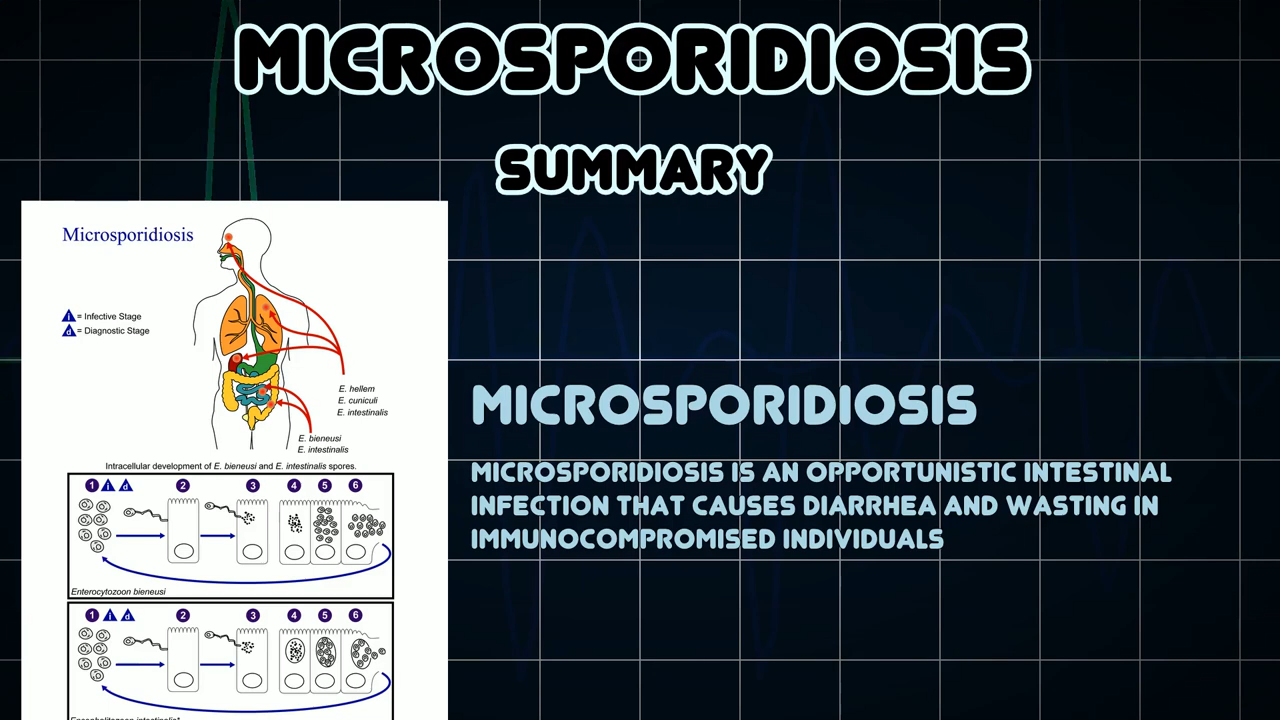 MICROSPORIDIOSIS
SUMMARY
Microsporidiosis
i = Infective Stage
d = Diagnostic Stage
E. hellem
E. cuniculi
E. intestinalis
E. bieneusi
E. intestinalis
Intracellular development of E. bieneusi and E. intestinalis spores.
1 i d 2 3 4 5 6
Enterocytozoon bieneusi
1 i d 2 3 4 5 6
Encephalitozoon intestinalis*
MICROSPORIDIOSIS
MICROSPORIDIOSIS IS AN OPPORTUNISTIC INTESTINAL
INFECTION THAT CAUSES DIARRHEA AND WASTING IN
IMMUNOCOMPROMISED INDIVIDUALS